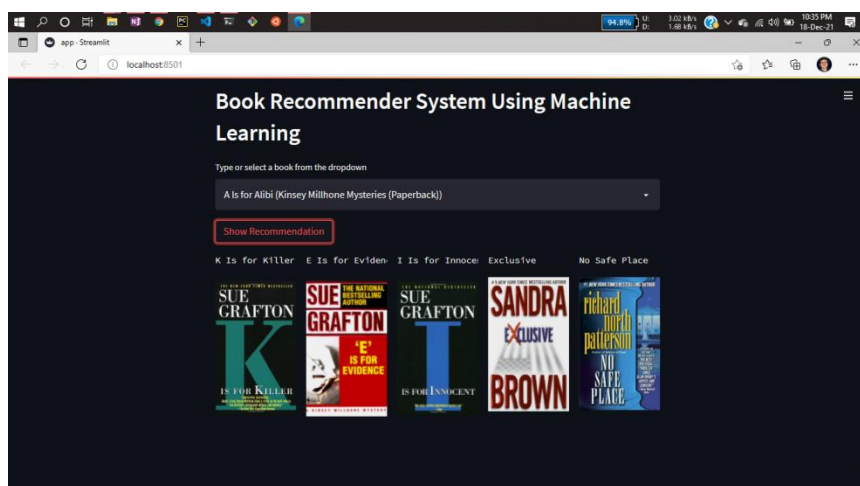 94.8%
U: 3.02 kB/s
D: 1.68 kB/s
10:35 PM
18-Dec-21
app · Streamlit
localhost:8501
Book Recommender System Using Machine
Learning
Type or select a book from the dropdown
A Is for Alibi (Kinsey Millhone Mysteries (Paperback))
Show Recommendation
K Is for Killer
E Is for Eviden
I Is for Innoce
Exclusive
No Safe Place
SUE
GRAFTON
K
IS FOR KILLER
SUE
THE NATIONAL
BESTSELLING
AUTHOR
GRAFTON
'E'
IS FOR
EVIDENCE
A KINSEY MILLHONE MYSTERY
SUE
GRAFTON
I
IS FOR INNOCENT
SANDRA
EXCLUSIVE
BROWN
richard
north
patterson
NO
SAFE
PLACE